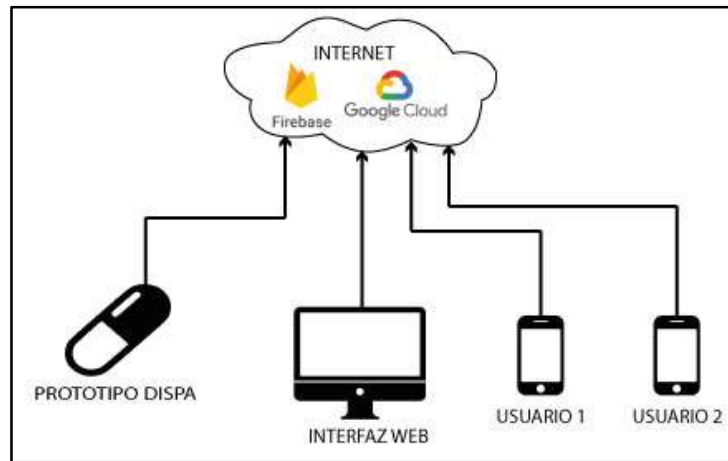 INTERNET
Firebase
Google Cloud
PROTOTIPO DISPA
INTERFAZ WEB
USUARIO 1
USUARIO 2